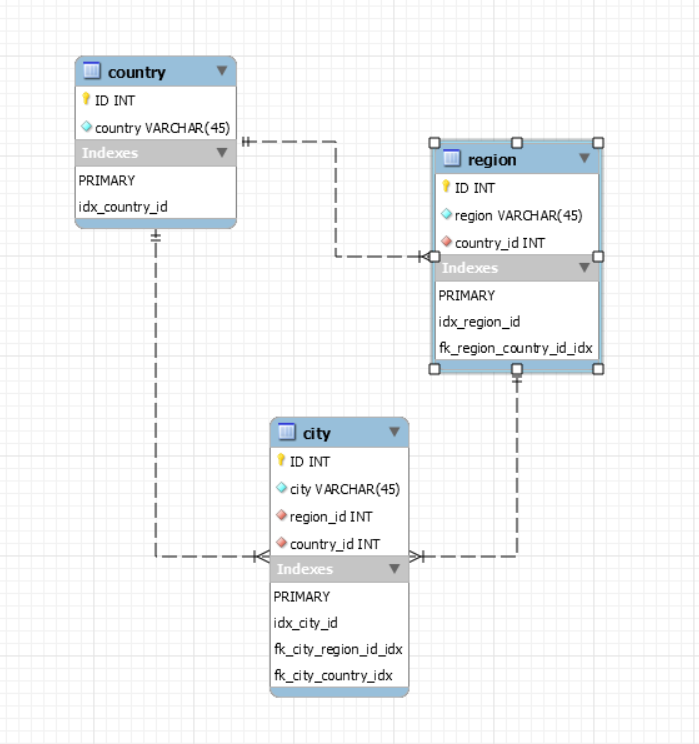 country
ID INT
country VARCHAR(45)
Indexes
PRIMARY
idx_country_id
region
ID INT
region VARCHAR(45)
country_id INT
Indexes
PRIMARY
idx_region_id
fk_region_country_id_idx
city
ID INT
city VARCHAR(45)
region_id INT
country_id INT
Indexes
PRIMARY
idx_city_id
fk_city_region_id_idx
fk_city_country_idx